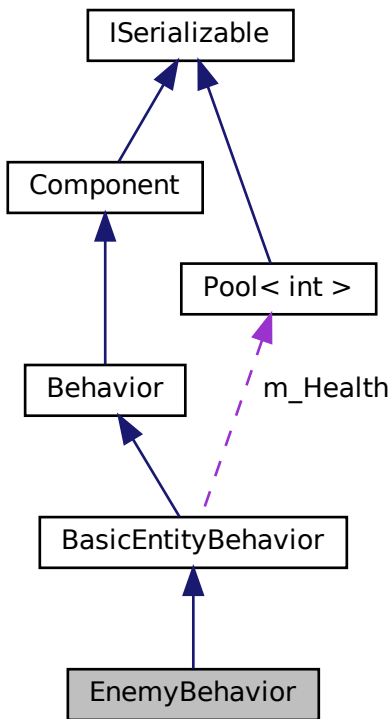 ISerializable
Component
Pool< int >
Behavior
m_Health
BasicEntityBehavior
EnemyBehavior